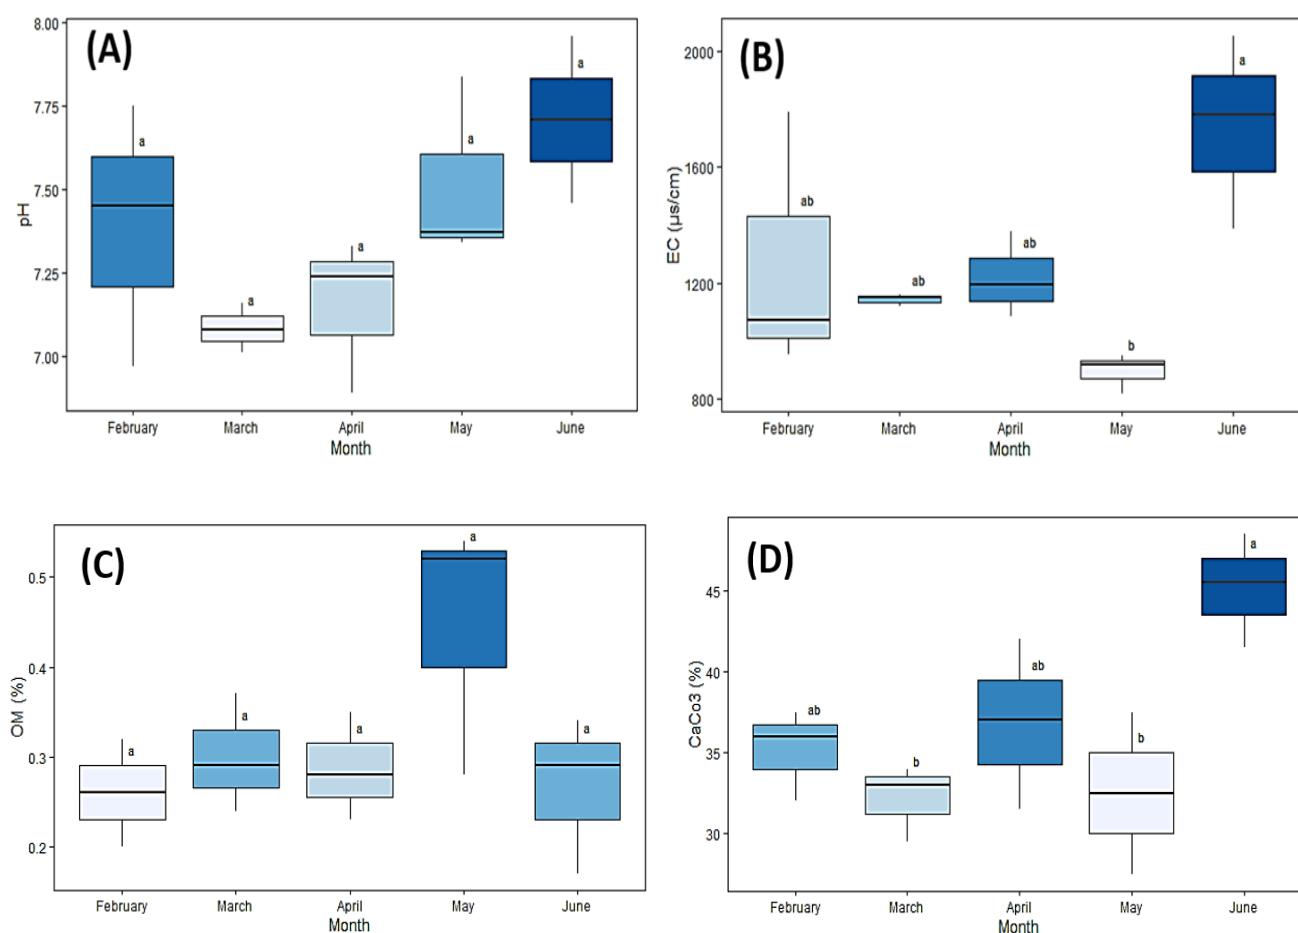 (A)
8.00
7.75
7.50
7.25
7.00
pH
a
a
a
a
a
February March April May June
Month
(B)
2000
1600
1200
800
EC (µs/cm)
ab
ab
ab
b
a
February March April May June
Month
(C)
0.5
0.4
0.3
0.2
OM (%)
a
a
a
a
a
February March April May June
Month
(D)
45
40
35
30
CaCo3 (%)
ab
b
ab
b
a
February March April May June
Month